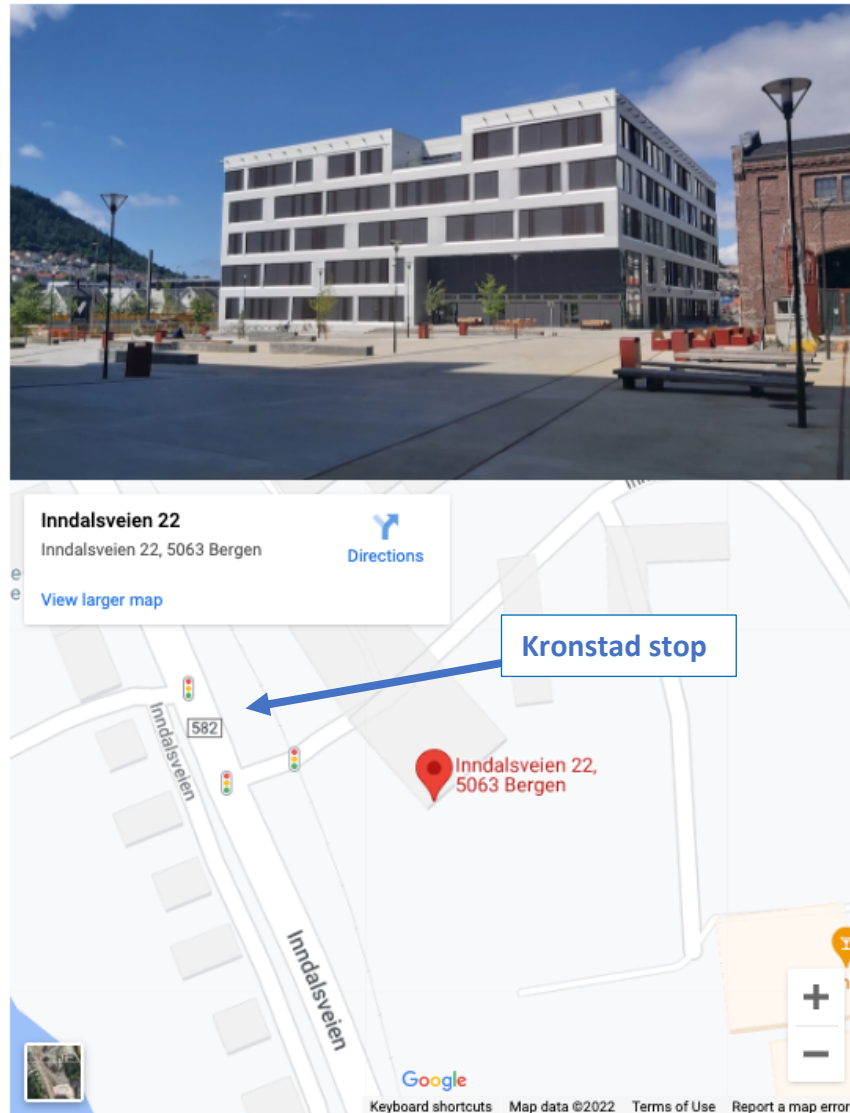 Inndalsveien 22
Inndalsveien 22, 5063 Bergen
Directions
View larger map
Kronstad stop
582
Inndalsveien
Inndalsveien 22,
5063 Bergen
Inndalsveien
Google
Keyboard shortcuts Map data ©2022 Terms of Use Report a map error